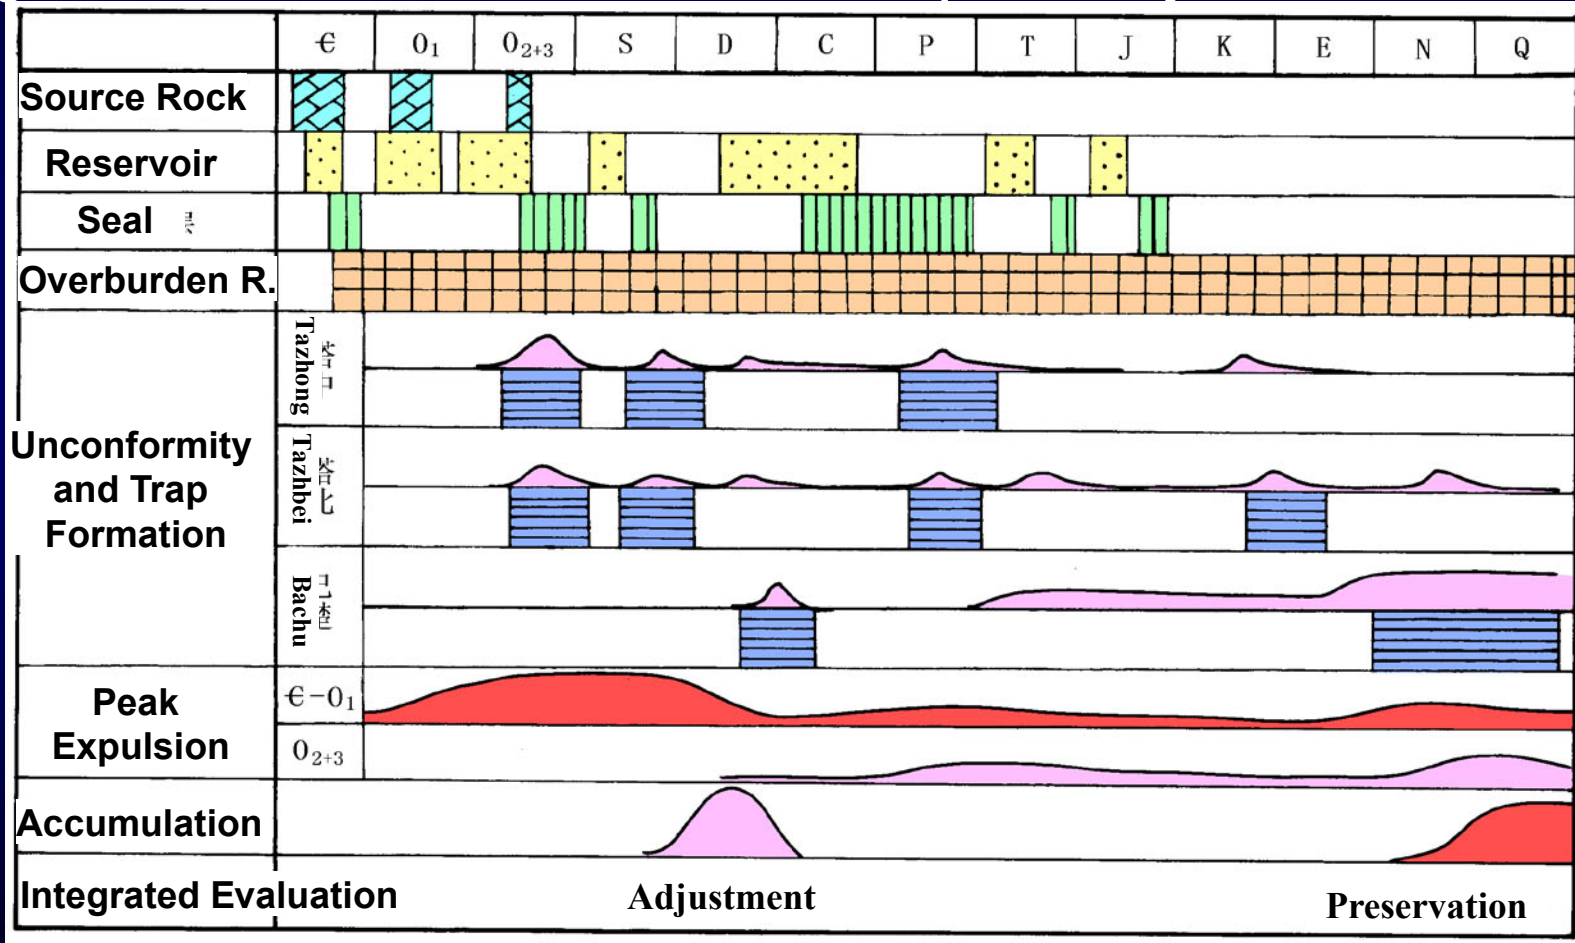 Є O₁ O₂₊₃ S D C P T J K E N Q
Source Rock
Reservoir
Seal
Overburden R.
Unconformity
and Trap
Formation
Tazhong
Tazhbei
Bachu
Peak
Expulsion
Є-O₁
O₂₊₃
Accumulation
Integrated Evaluation
Adjustment
Preservation